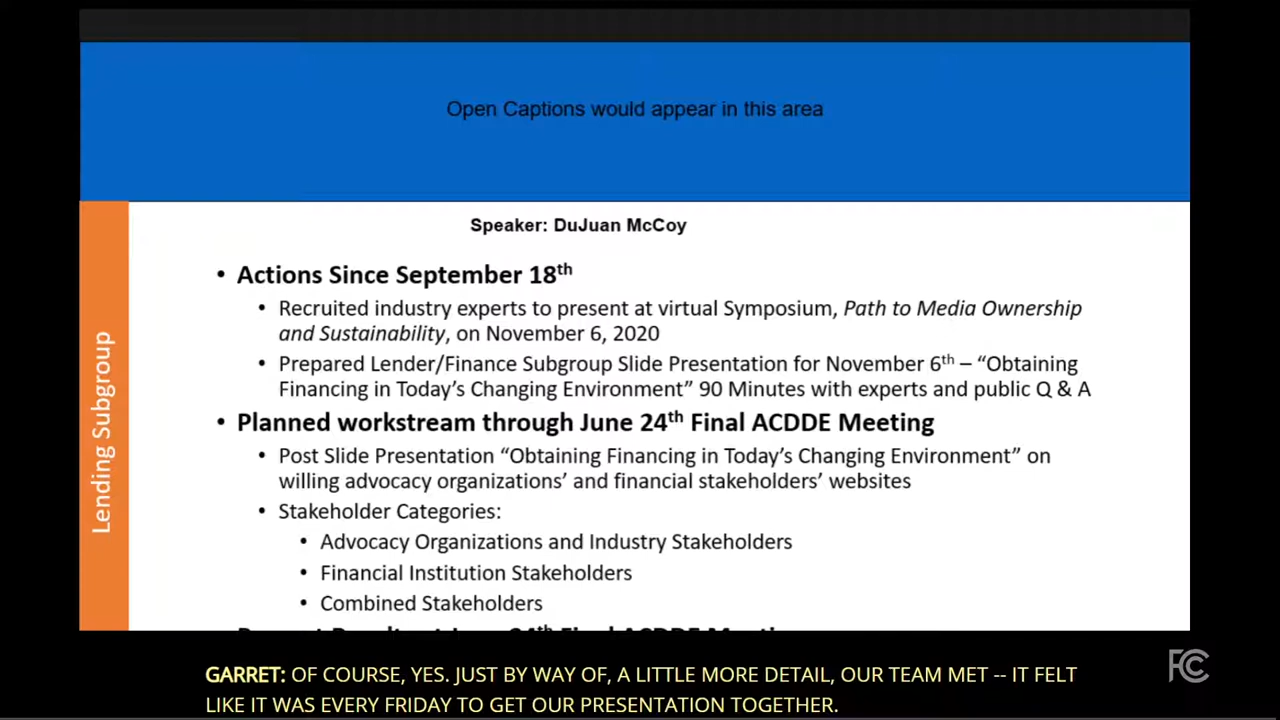 Open Captions would appear in this area
Speaker: DuJuan McCoy
Lending Subgroup
• Actions Since September 18th
• Recruited industry experts to present at virtual Symposium, Path to Media Ownership
and Sustainability, on November 6, 2020
• Prepared Lender/Finance Subgroup Slide Presentation for November 6th – “Obtaining
Financing in Today’s Changing Environment” 90 Minutes with experts and public Q & A
• Planned workstream through June 24th Final ACDDE Meeting
• Post Slide Presentation “Obtaining Financing in Today’s Changing Environment” on
willing advocacy organizations’ and financial stakeholders’ websites
• Stakeholder Categories:
• Advocacy Organizations and Industry Stakeholders
• Financial Institution Stakeholders
• Combined Stakeholders
24th Final ACDDE
GARRET: OF COURSE, YES. JUST BY WAY OF, A LITTLE MORE DETAIL, OUR TEAM MET -- IT FELT
LIKE IT WAS EVERY FRIDAY TO GET OUR PRESENTATION TOGETHER.
FCC